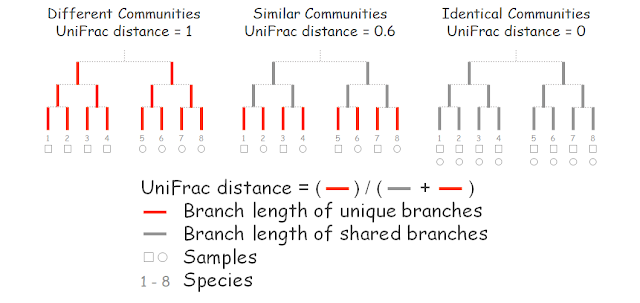 Different Communities
UniFrac distance = 1
Similar Communities
UniFrac distance = 0.6
Identical Communities
UniFrac distance = 0
1 2 3 4 5 6 7 8
1 2 3 4 5 6 7 8
1 2 3 4 5 6 7 8
UniFrac distance = ( ) / ( + )
Branch length of unique branches
Branch length of shared branches
Samples
1 - 8 Species